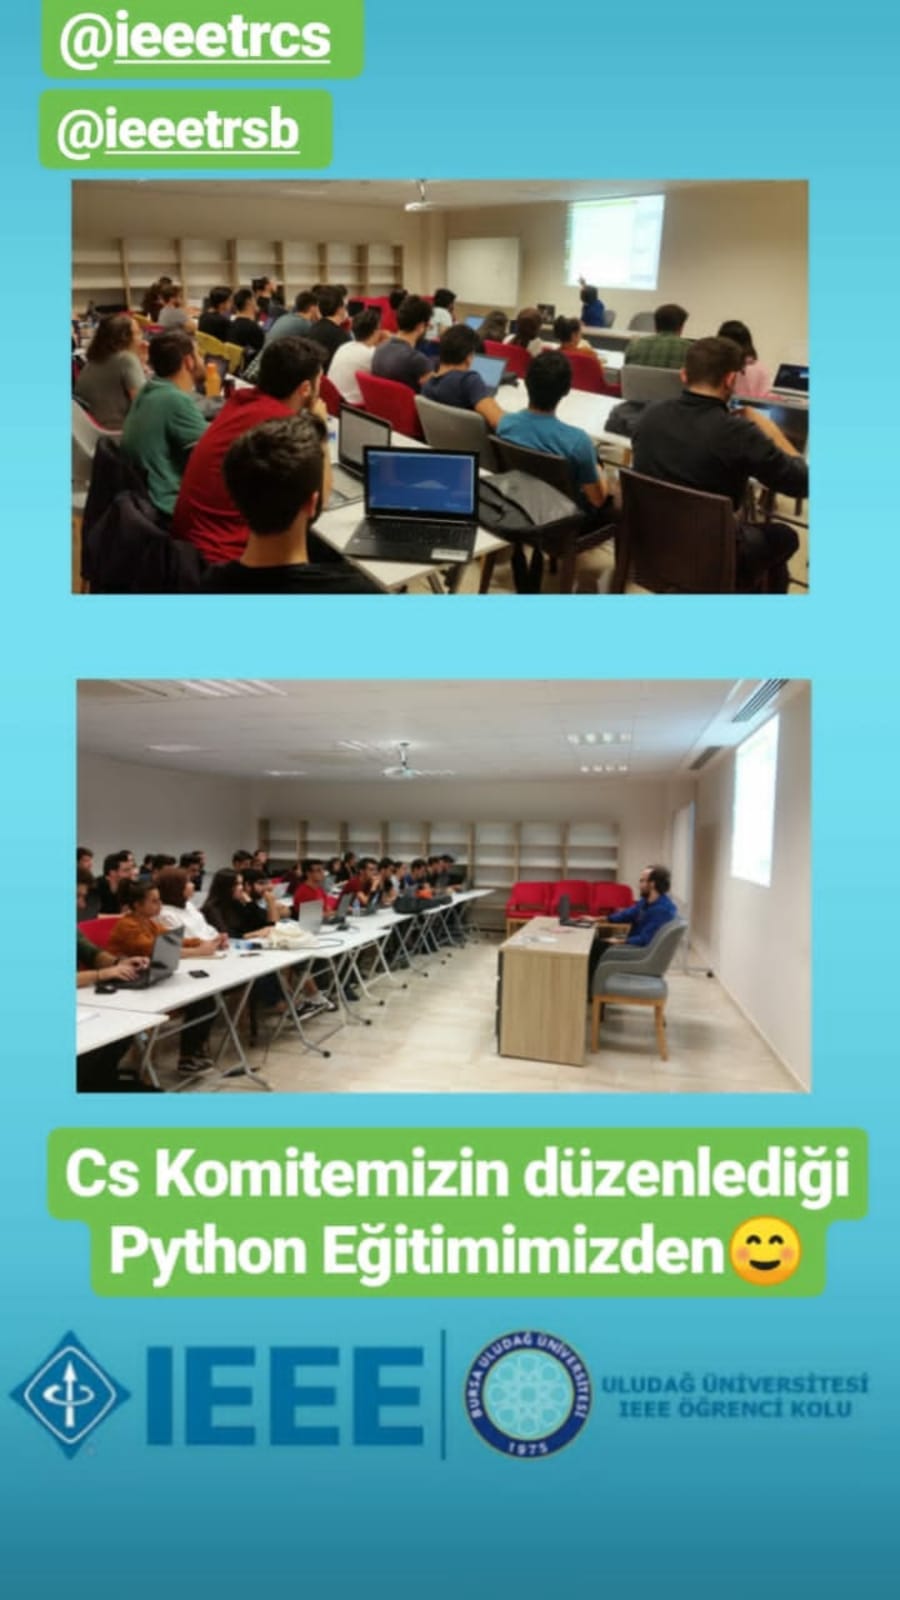 @ieeetrcs
@ieeetrsb
Cs Komitemizin düzenlediği
Python Eğitimimizden😊
IEEE
BURSA ULUDAĞ ÜNİVERSİTESİ
1975
ULUDAĞ ÜNİVERSİTESİ
IEEE ÖĞRENCİ KOLU